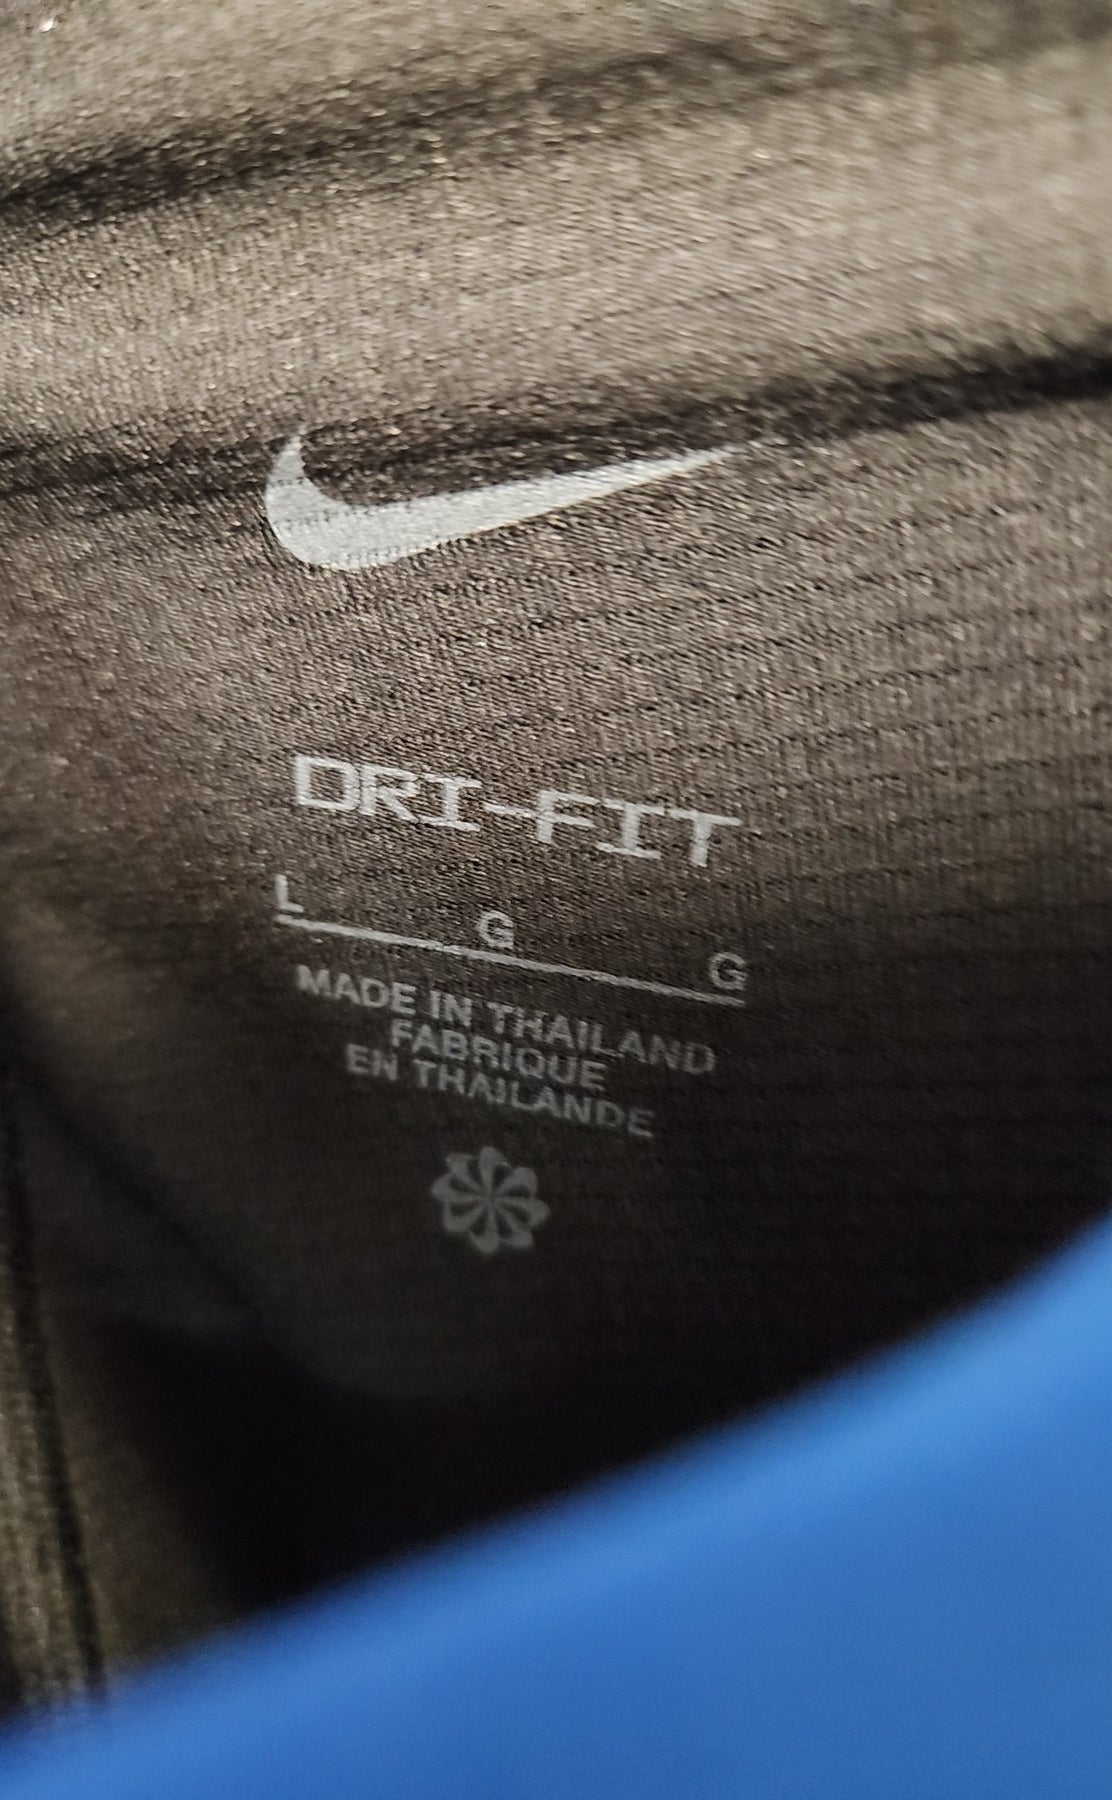 DRI-FIT
L G G
MADE IN THAILAND
FABRIQUE
EN THAILANDE